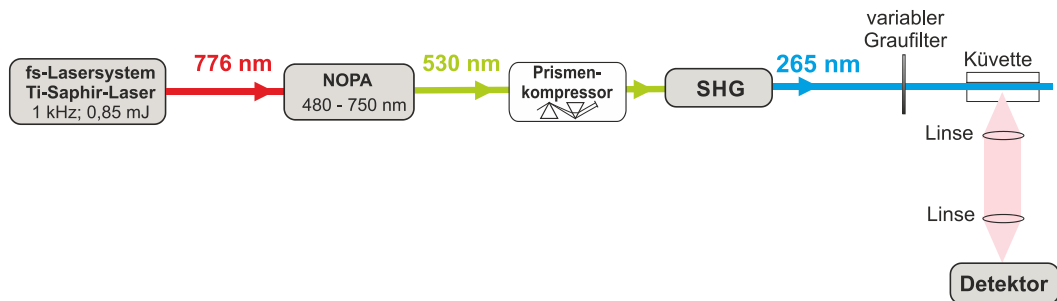 fs-Lasersystem
Ti-Saphir-Laser
1 kHz; 0,85 mJ
776 nm
NOPA
480 - 750 nm
530 nm
Prismen-
kompressor
SHG
265 nm
variabler
Graufilter
Küvette
Linse
Linse
Detektor